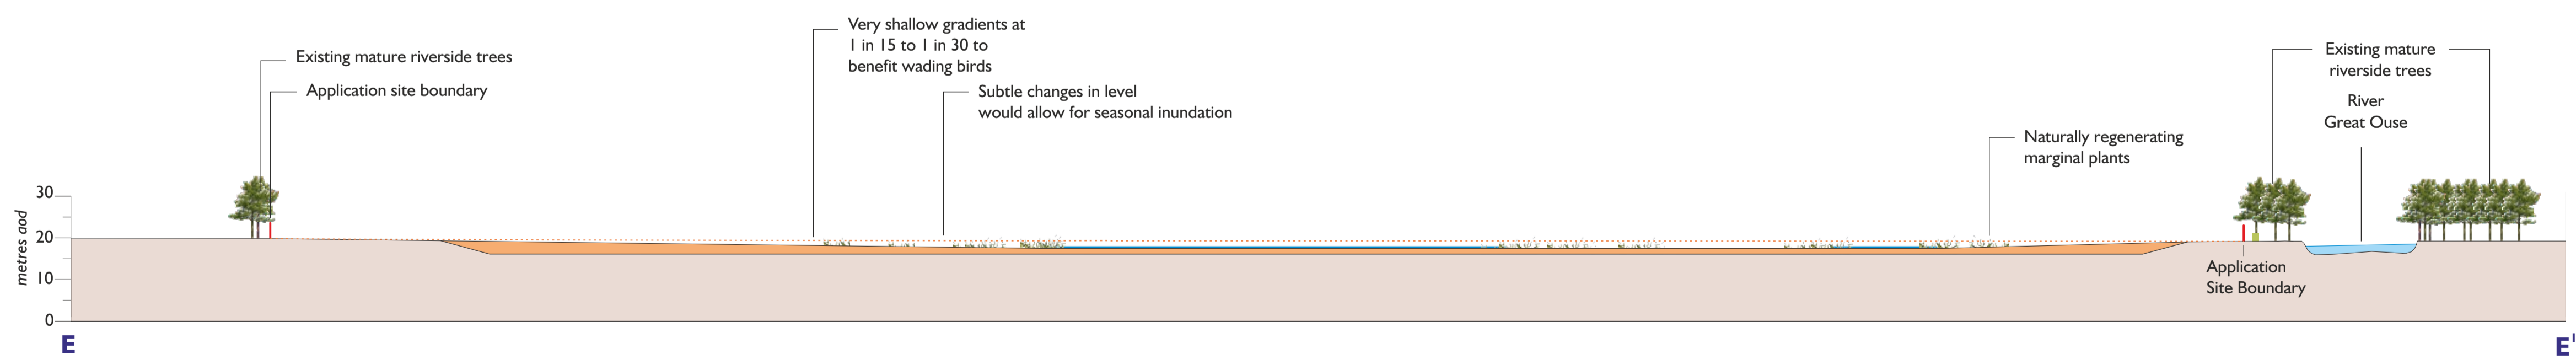 Very shallow gradients at
1 in 15 to 1 in 30 to
benefit wading birds
Existing mature riverside trees
Application site boundary
Subtle changes in level
would allow for seasonal inundation
Naturally regenerating
marginal plants
Existing mature
riverside trees
River
Great Ouse
Application
Site Boundary
metres aod
30
20
10
0
E
E'